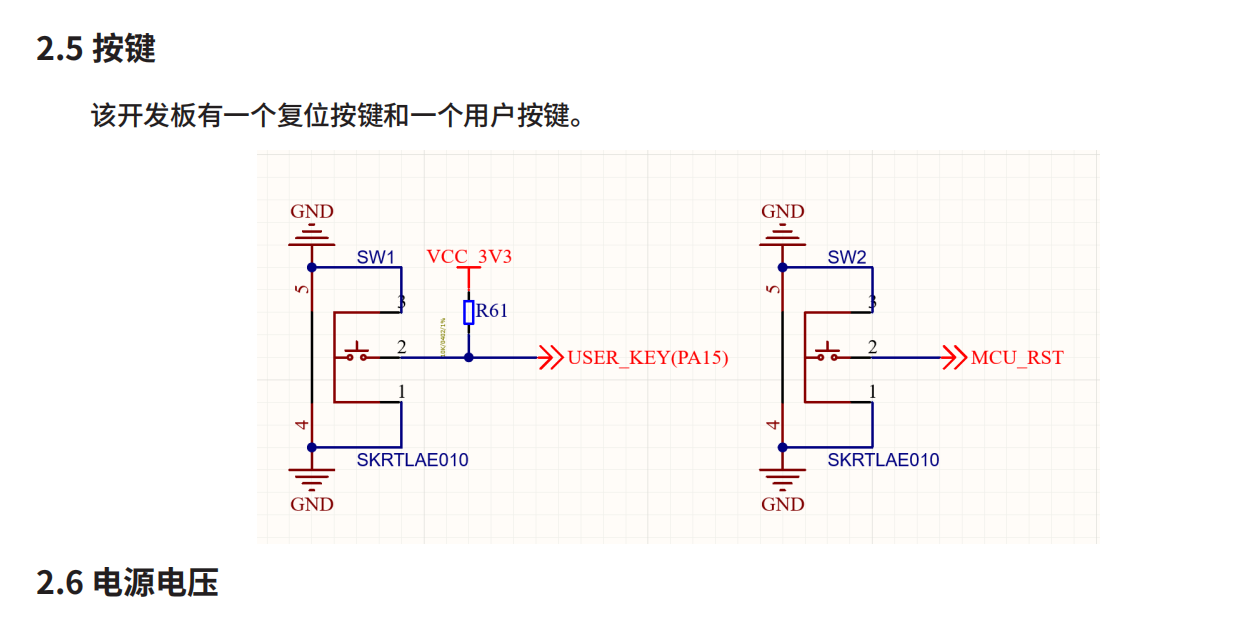 2.5 按键
该开发板有一个复位按键和一个用户按键。
GND
SW1
VCC_3V3
5
3
R61
2
USER_KEY(PA15)
1
4
SKRTLAE010
GND
GND
SW2
5
3
2
MCU_RST
1
4
SKRTLAE010
GND
2.6 电源电压